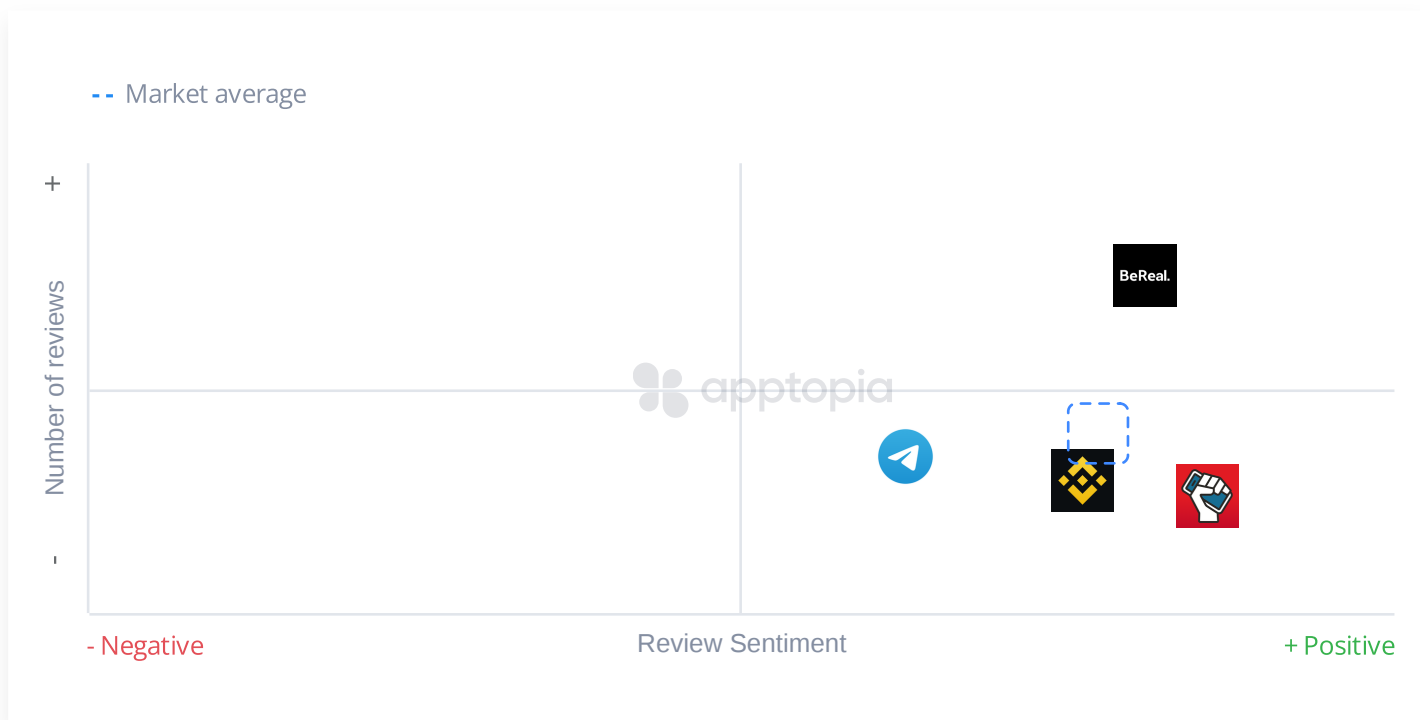 -- Market average
+
Number of reviews
-
BeReal.
apptopia
- Negative
Review Sentiment
+ Positive